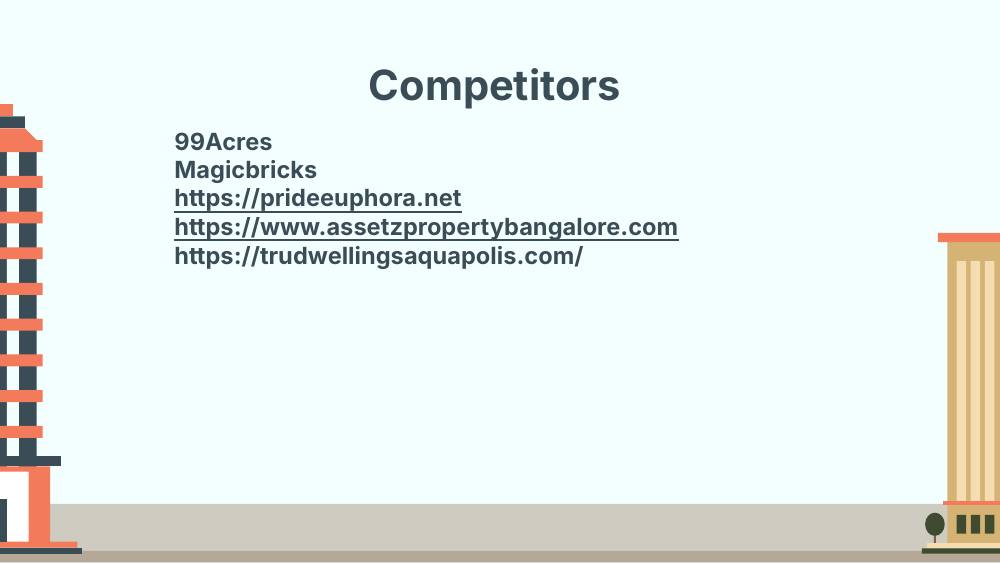 Competitors
99Acres
Magicbricks
https://prideeuphora.net
https://www.assetzpropertybangalore.com
https://trudwellingsaquapolis.com/